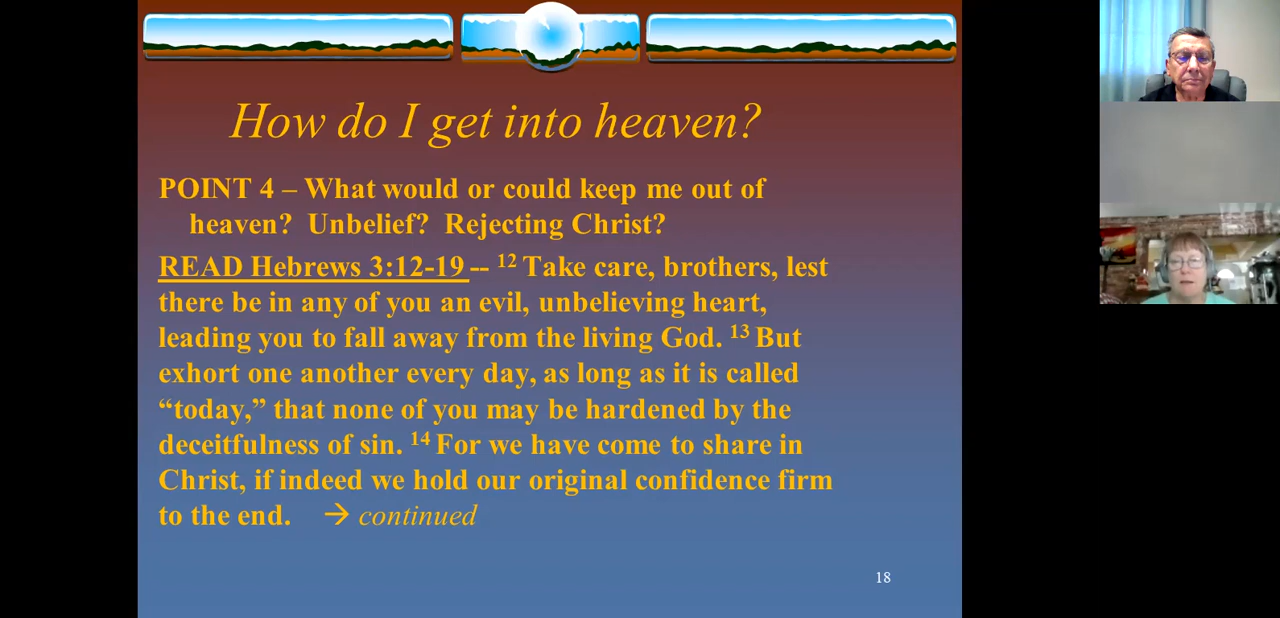 How do I get into heaven?
POINT 4 – What would or could keep me out of
heaven? Unbelief? Rejecting Christ?
READ Hebrews 3:12-19 -- 12 Take care, brothers, lest
there be in any of you an evil, unbelieving heart,
leading you to fall away from the living God. 13 But
exhort one another every day, as long as it is called
“today,” that none of you may be hardened by the
deceitfulness of sin. 14 For we have come to share in
Christ, if indeed we hold our original confidence firm
to the end. → continued
18